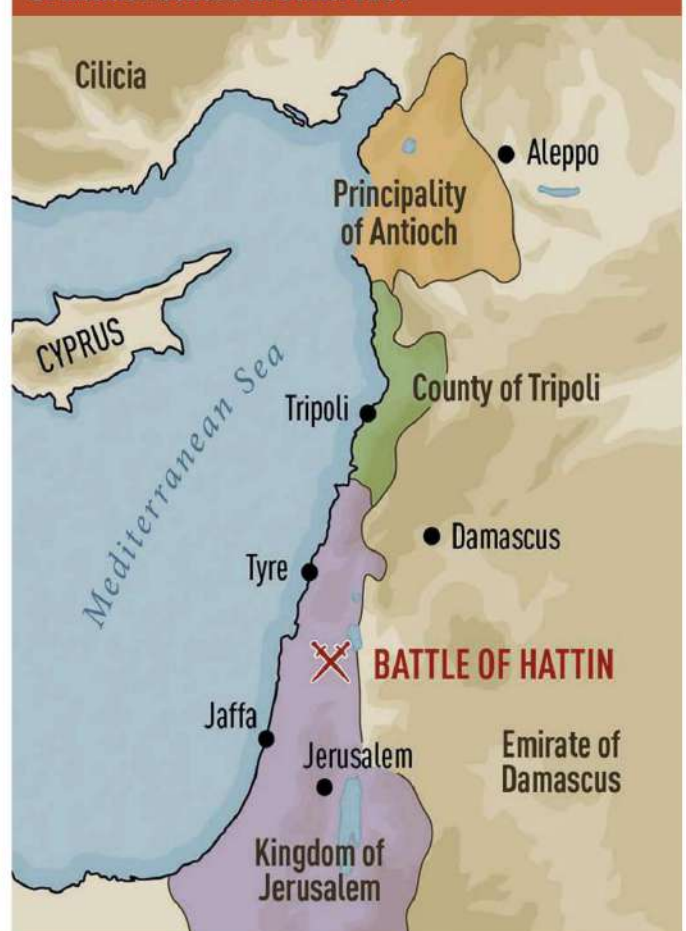 Cilicia
Aleppo
Principality
of Antioch
CYPRUS
Mediterranean Sea
Tripoli
County of Tripoli
Damascus
Tyre
BATTLE OF HATTIN
Jaffa
Jerusalem
Emirate of
Damascus
Kingdom of
Jerusalem